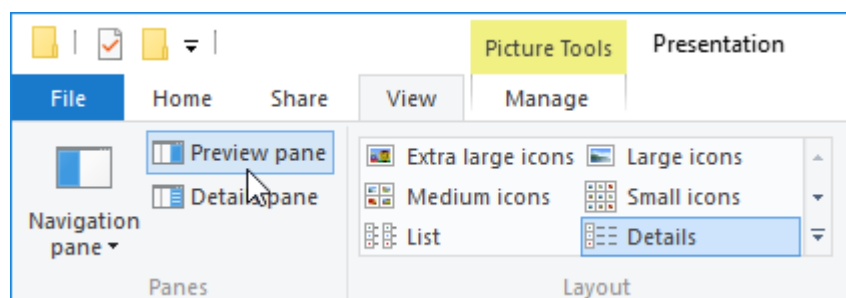 Picture Tools Presentation
File Home Share View Manage
Preview pane
Details pane
Navigation
pane
Extra large icons Large icons
Medium icons Small icons
List Details
Panes Layout